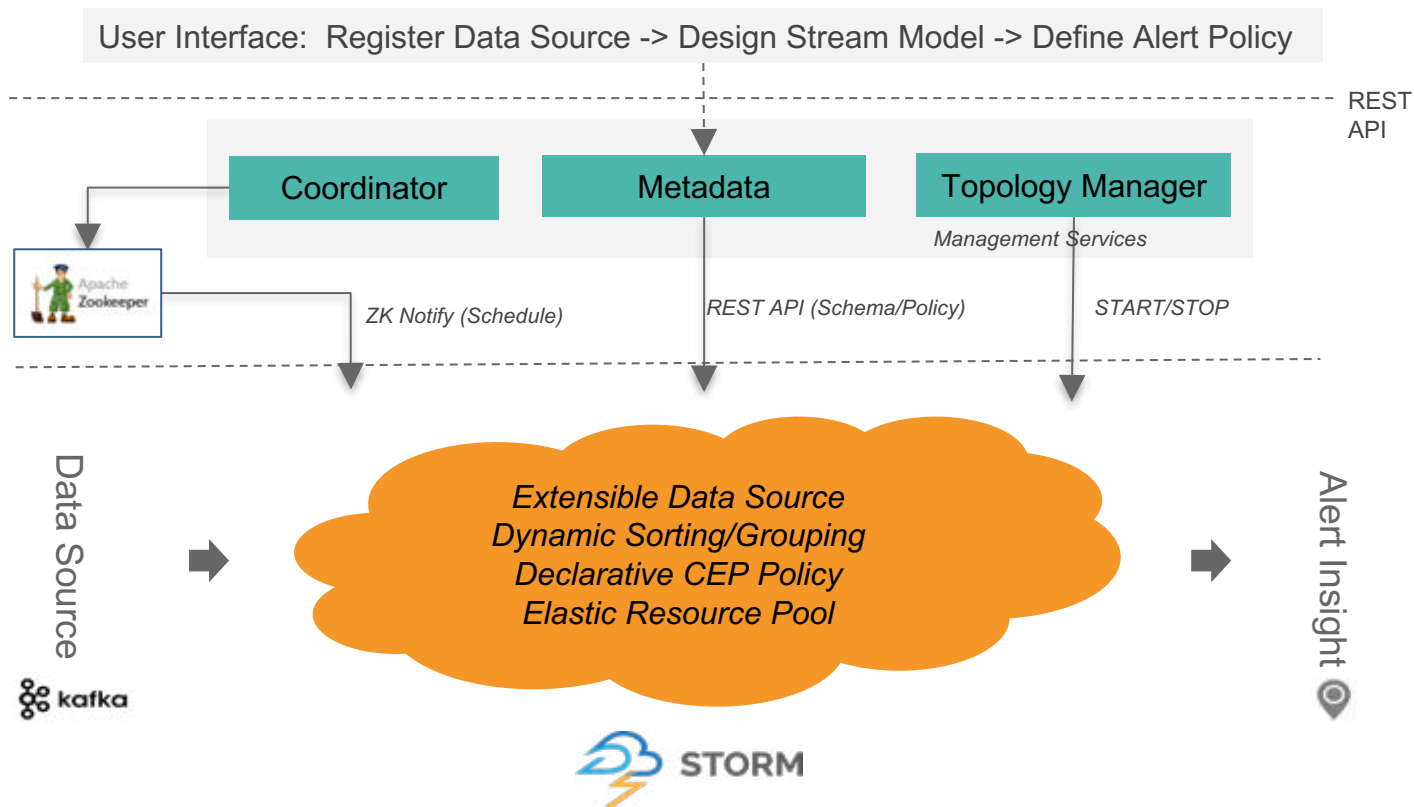 User Interface: Register Data Source -> Design Stream Model -> Define Alert Policy
REST
API
Coordinator
Metadata
Topology Manager
Management Services
Apache
Zookeeper
ZK Notify (Schedule)
REST API (Schema/Policy)
START/STOP
Data Source
Extensible Data Source
Dynamic Sorting/Grouping
Declarative CEP Policy
Elastic Resource Pool
Alert Insight
kafka
STORM